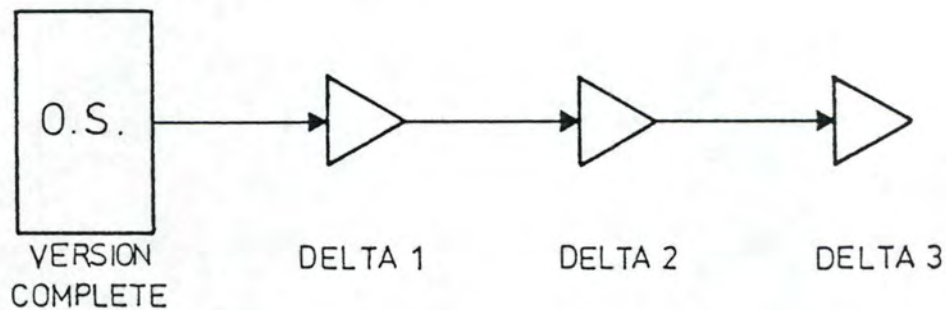 O.S.
VERSION
COMPLETE
DELTA 1
DELTA 2
DELTA 3